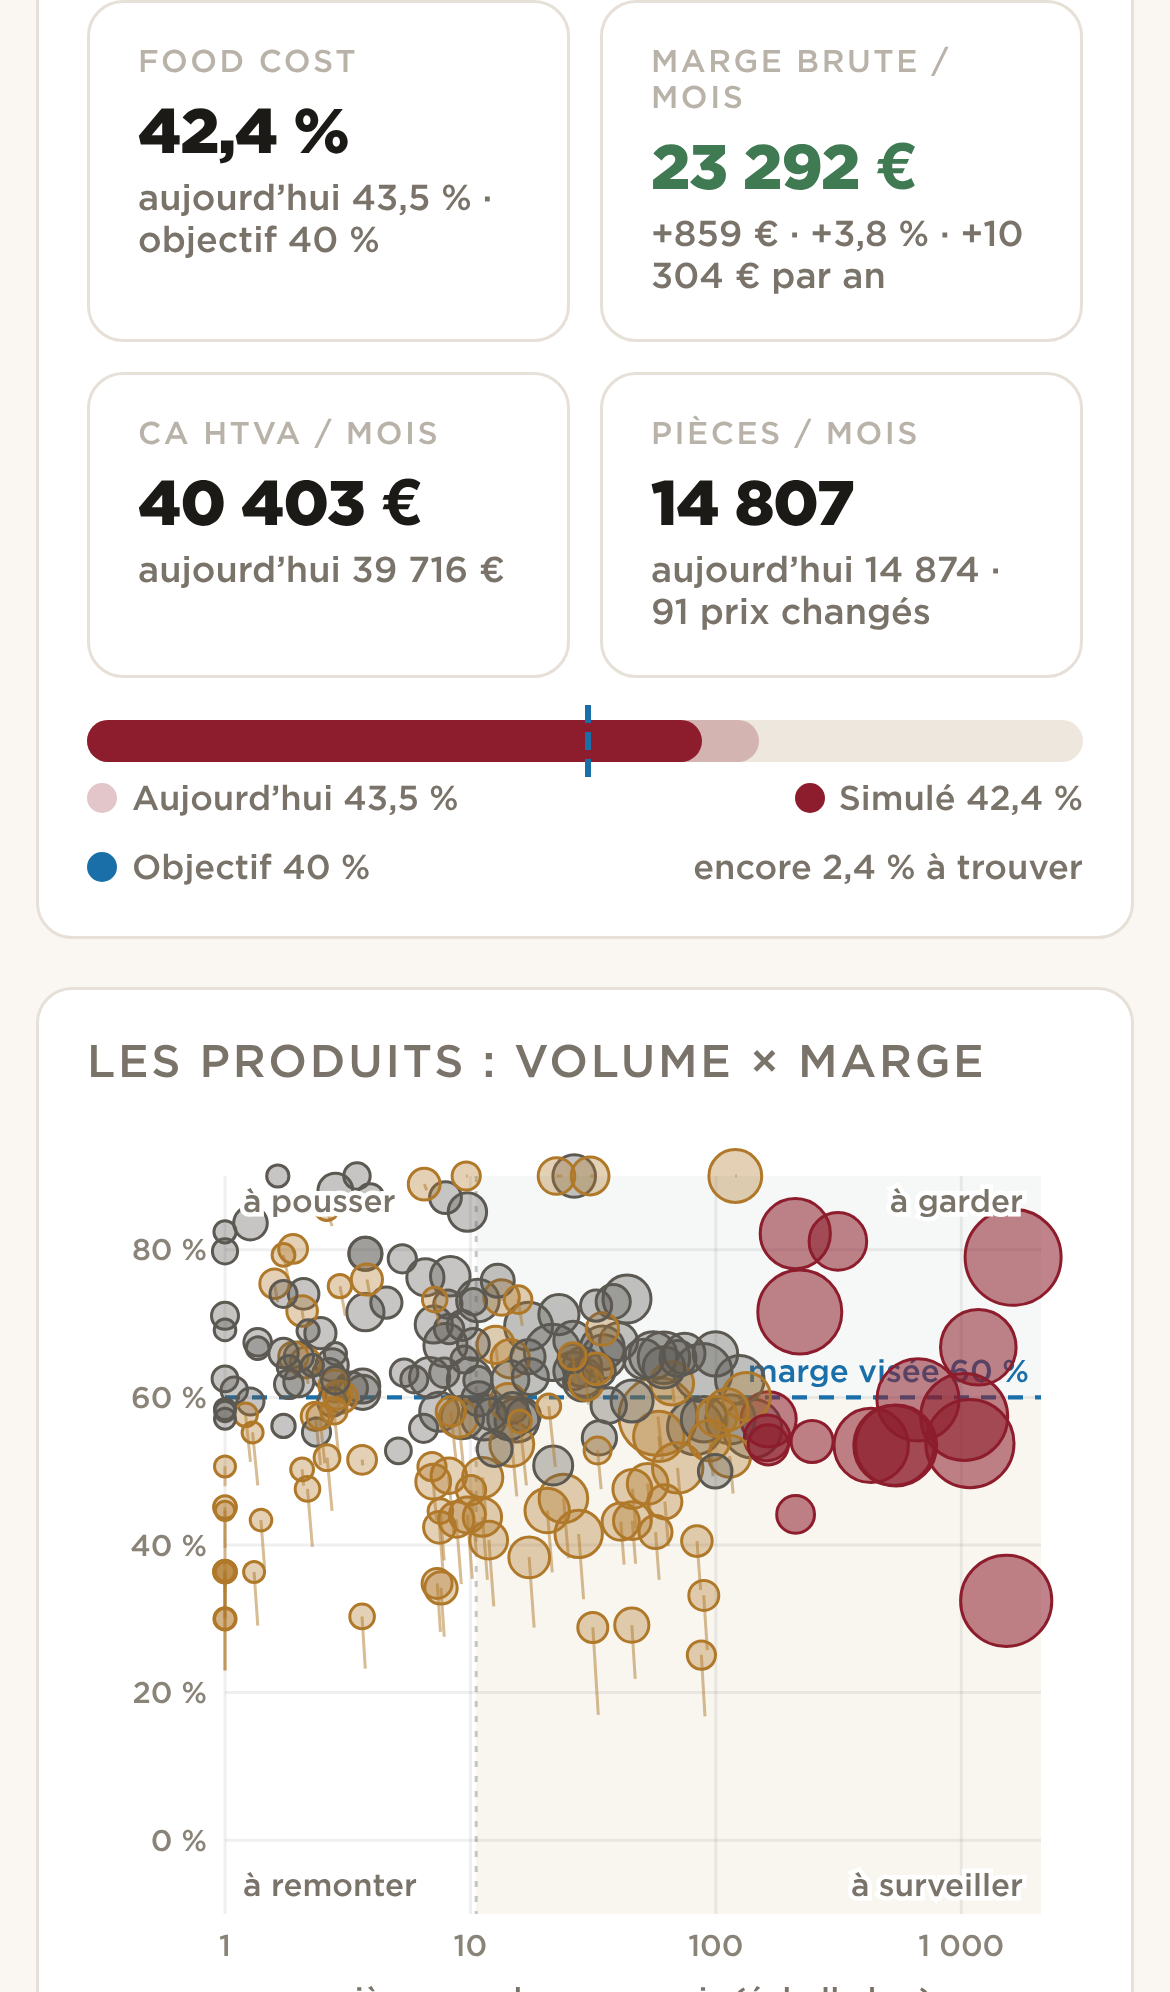 FOOD COST
42,4 %
aujourd’hui 43,5 % ·
objectif 40 %
MARGE BRUTE /
MOIS
23 292 €
+859 € · +3,8 % · +10
304 € par an
CA HTVA / MOIS
40 403 €
aujourd’hui 39 716 €
PIÈCES / MOIS
14 807
aujourd’hui 14 874 ·
91 prix changés
Aujourd’hui 43,5 %
Simulé 42,4 %
Objectif 40 %
encore 2,4 % à trouver
LES PRODUITS : VOLUME × MARGE
à pousser
à garder
80 %
marge visée 60 %
60 %
40 %
20 %
0 %
à remonter
à surveiller
1
10
100
1 000